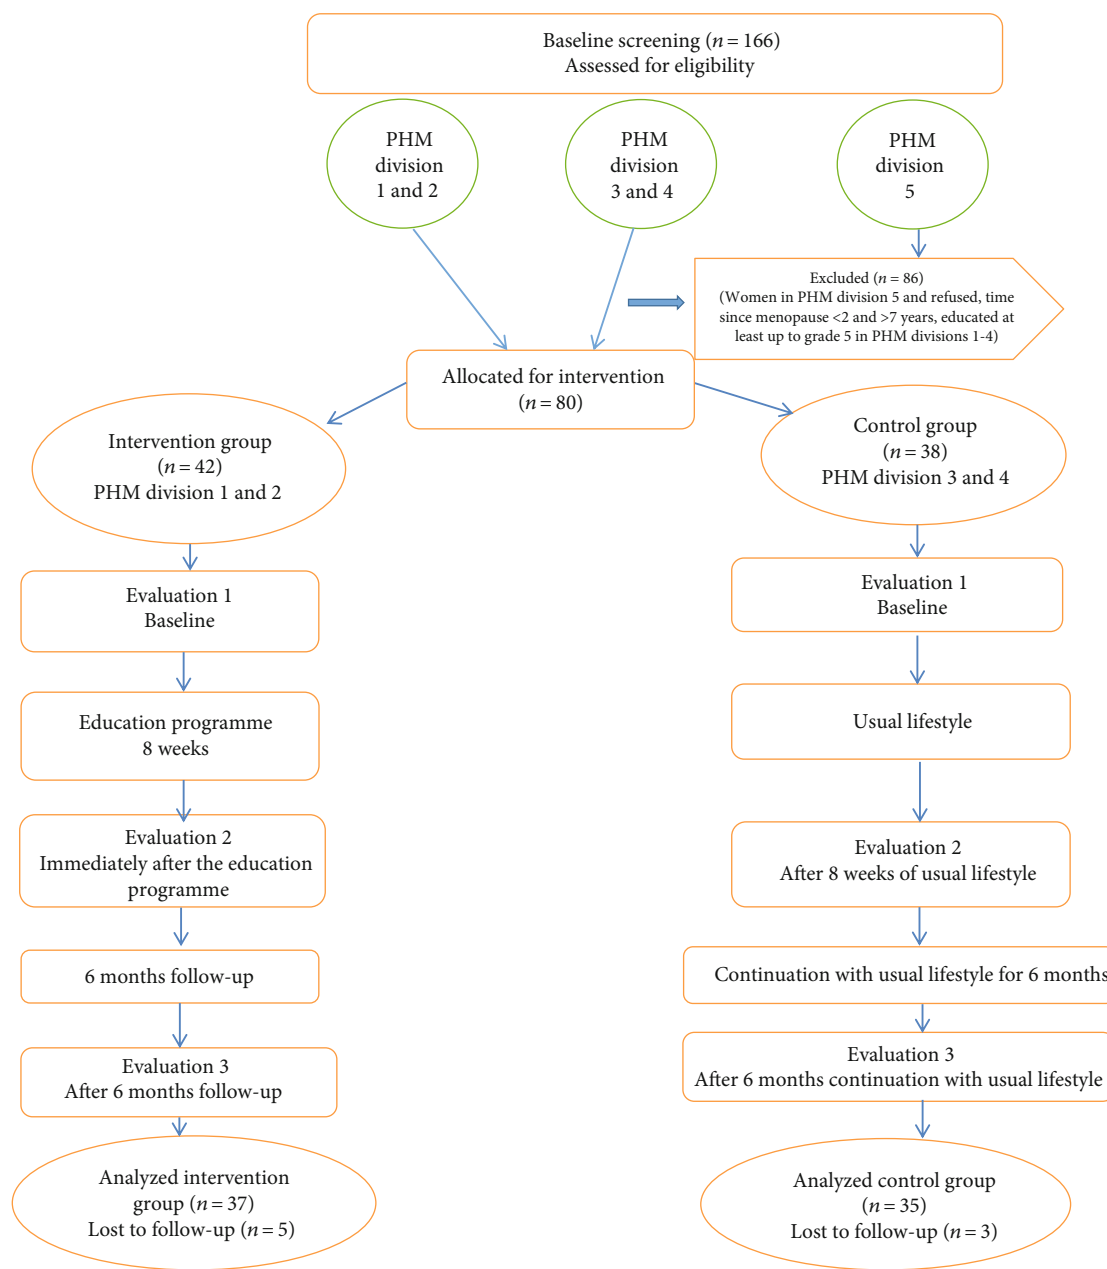 Baseline screening (n = 166)
Assessed for eligibility
PHM
division
1 and 2
PHM
division
3 and 4
PHM
division
5
Excluded (n = 86)
(Women in PHM division 5 and refused, time
since menopause <2 and >7 years, educated at
least up to grade 5 in PHM divisions 1-4)
Allocated for intervention
(n = 80)
Intervention group
(n = 42)
PHM division 1 and 2
Control group
(n = 38)
PHM division 3 and 4
Evaluation 1
Baseline
Evaluation 1
Baseline
Education programme
8 weeks
Usual lifestyle
Evaluation 2
Immediately after the education
programme
Evaluation 2
After 8 weeks of usual lifestyle
6 months follow-up
Continuation with usual lifestyle for 6 months
Evaluation 3
After 6 months follow-up
Evaluation 3
After 6 months continuation with usual lifestyle
Analyzed intervention
group (n = 37)
Lost to follow-up (n = 5)
Analyzed control group
(n = 35)
Lost to follow-up (n = 3)